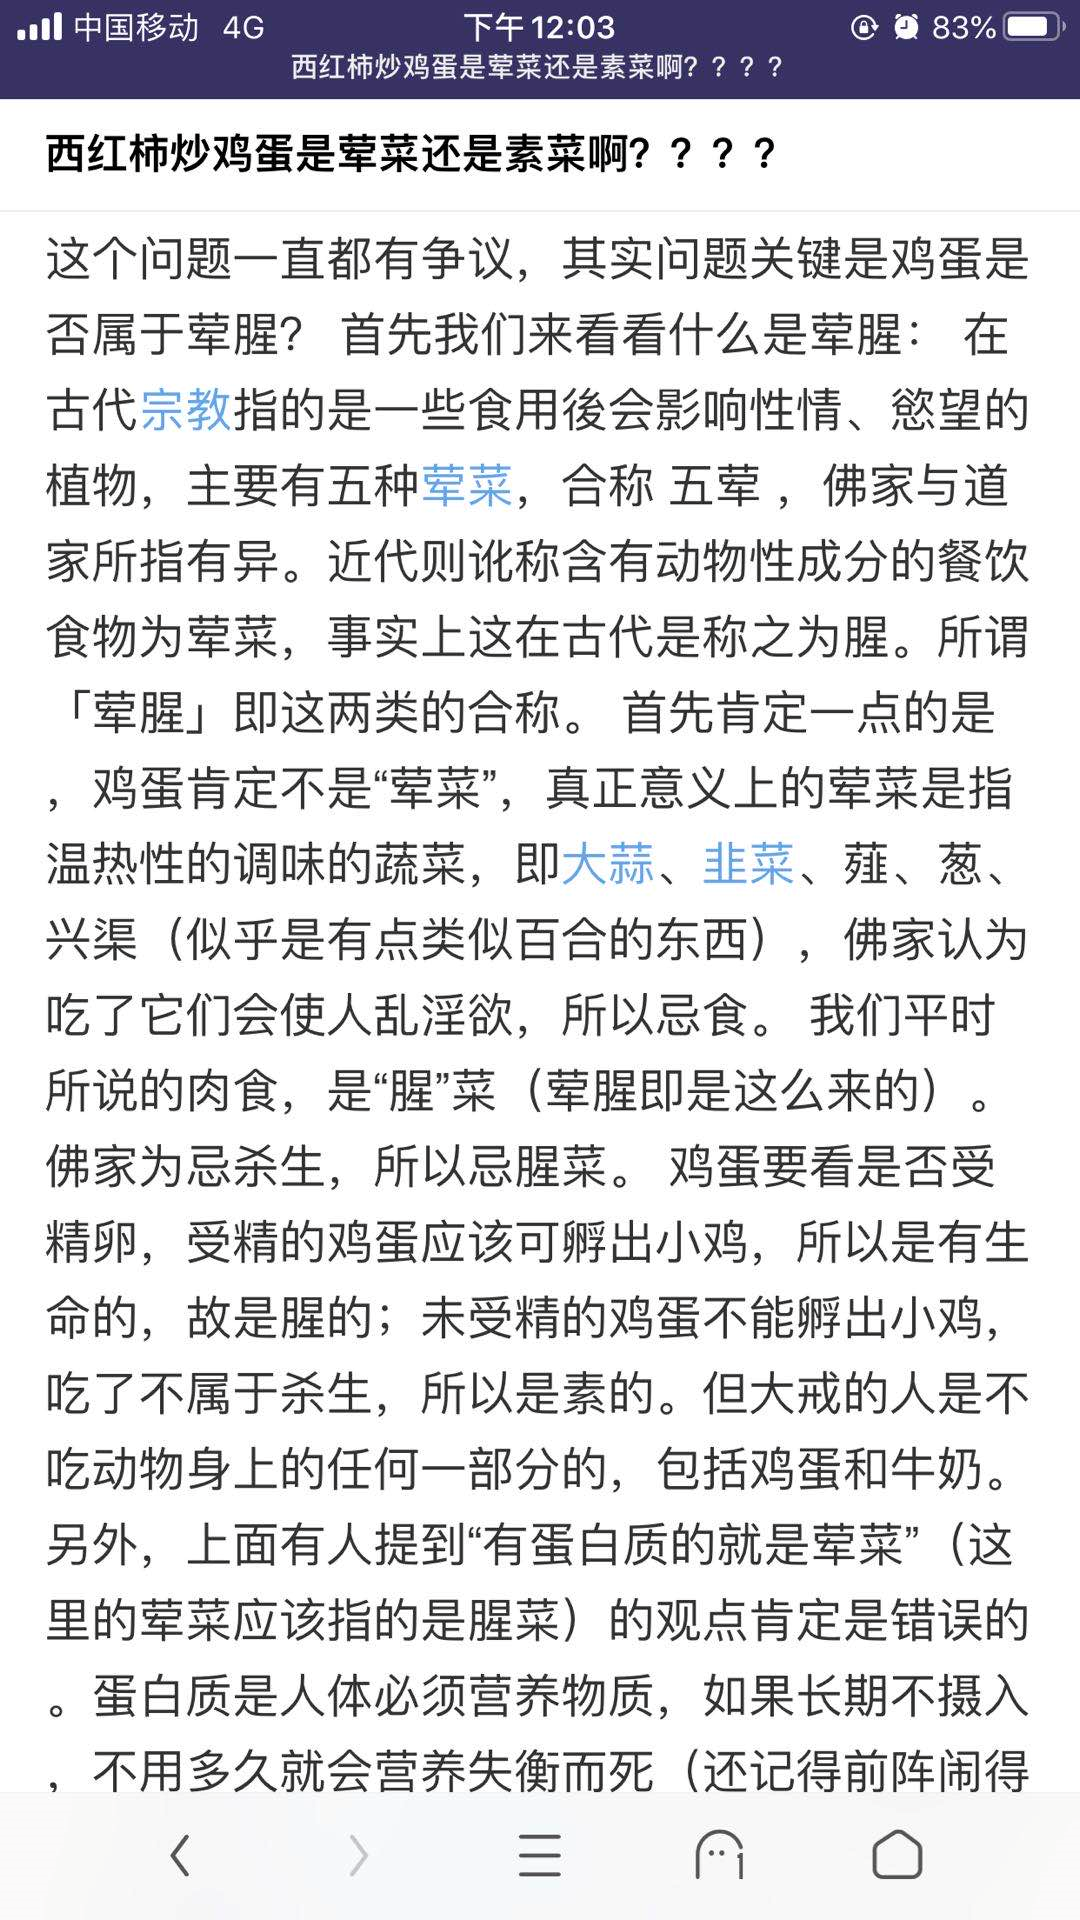 中国移动 4G 下午12:03 83%
西红柿炒鸡蛋是荤菜还是素菜啊？？？？
西红柿炒鸡蛋是荤菜还是素菜啊？？？？
这个问题一直都有争议，其实问题关键是鸡蛋是
否属于荤腥？ 首先我们来看看什么是荤腥： 在
古代宗教指的是一些食用後会影响性情、慾望的
植物，主要有五种荤菜，合称 五荤 ，佛家与道
家所指有异。近代则讹称含有动物性成分的餐饮
食物为荤菜，事实上这在古代是称之为腥。所谓
「荤腥」即这两类的合称。 首先肯定一点的是
，鸡蛋肯定不是“荤菜”，真正意义上的荤菜是指
温热性的调味的蔬菜，即大蒜、韭菜、薤、葱、
兴渠（似乎是有点类似百合的东西），佛家认为
吃了它们会使人乱淫欲，所以忌食。 我们平时
所说的肉食，是“腥”菜（荤腥即是这么来的）。
佛家为忌杀生，所以忌腥菜。 鸡蛋要看是否受
精卵，受精的鸡蛋应该可孵出小鸡，所以是有生
命的，故是腥的；未受精的鸡蛋不能孵出小鸡，
吃了不属于杀生，所以是素的。但大戒的人是不
吃动物身上的任何一部分的，包括鸡蛋和牛奶。
另外，上面有人提到“有蛋白质的就是荤菜”（这
里的荤菜应该指的是腥菜）的观点肯定是错误的
。蛋白质是人体必须营养物质，如果长期不摄入
，不用多久就会营养失衡而死（还记得前阵闹得
1